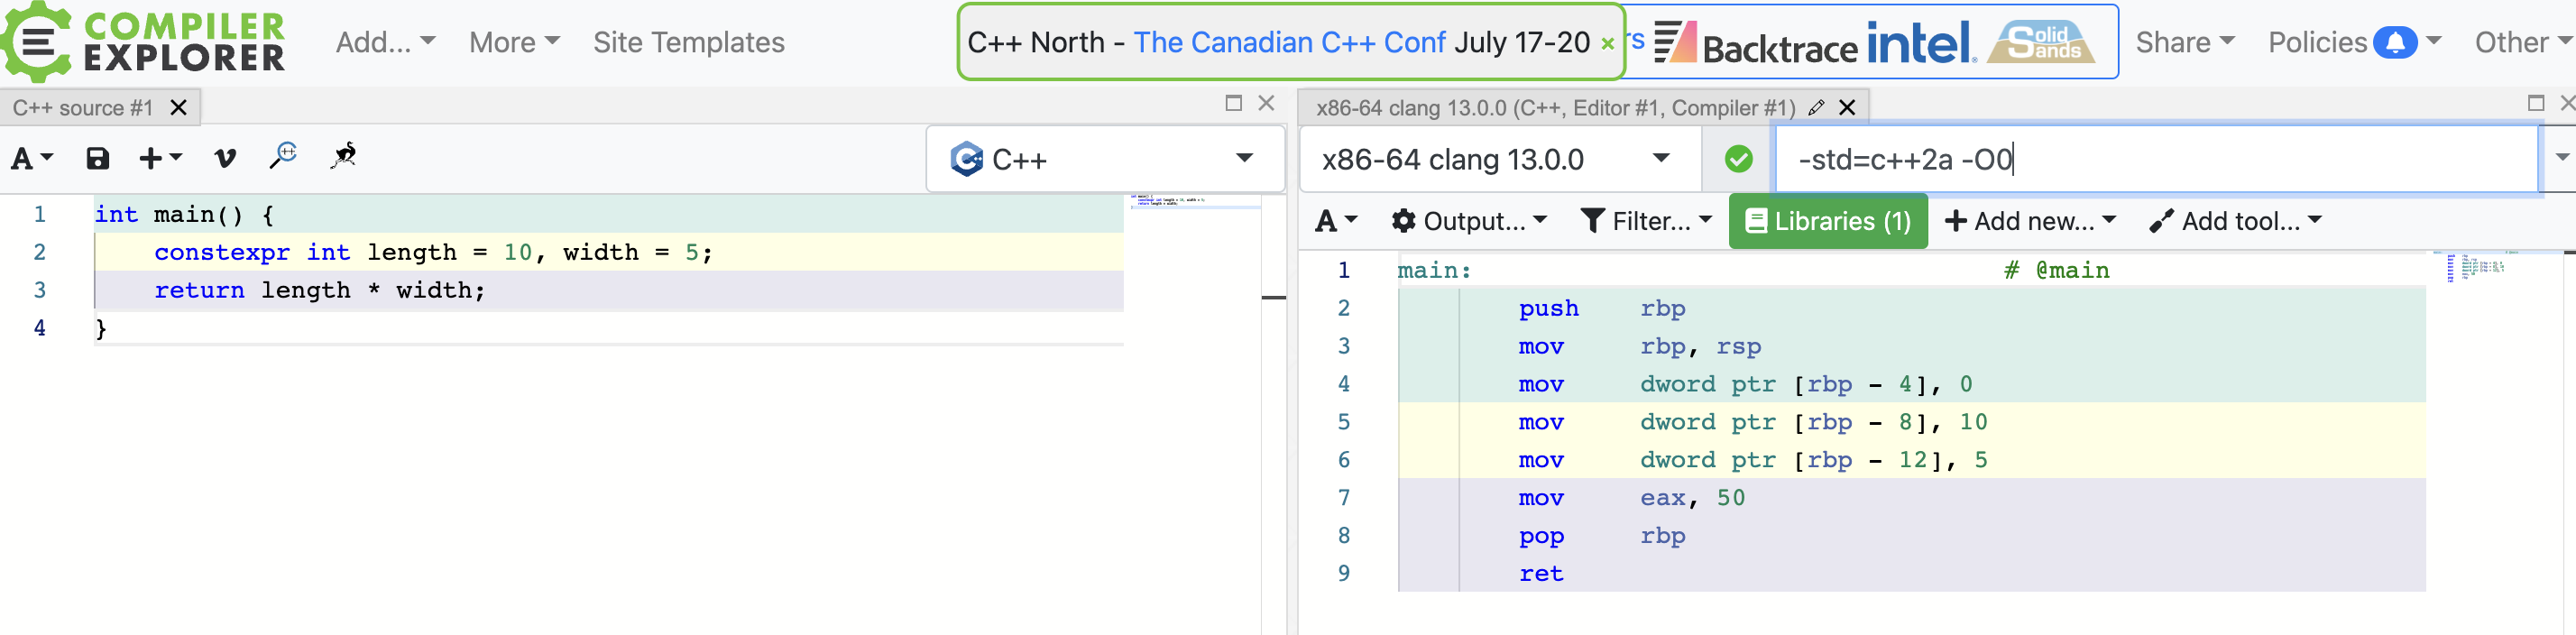 COMPILER
EXPLORER
Add...
More
Site Templates
C++ North - The Canadian C++ Conf July 17-20 ×
rs
Backtrace
intel.
Solid
Sands
Share
Policies
Other
C++ source #1
A
C++
1 int main() {
2     constexpr int length = 10, width = 5;
3     return length * width;
4 }
x86-64 clang 13.0.0 (C++, Editor #1, Compiler #1)
x86-64 clang 13.0.0
-std=c++2a -O0
A
Output...
Filter...
Libraries (1)
Add new...
Add tool...
1 main:                                   # @main
2         push    rbp
3         mov     rbp, rsp
4         mov     dword ptr [rbp - 4], 0
5         mov     dword ptr [rbp - 8], 10
6         mov     dword ptr [rbp - 12], 5
7         mov     eax, 50
8         pop     rbp
9         ret